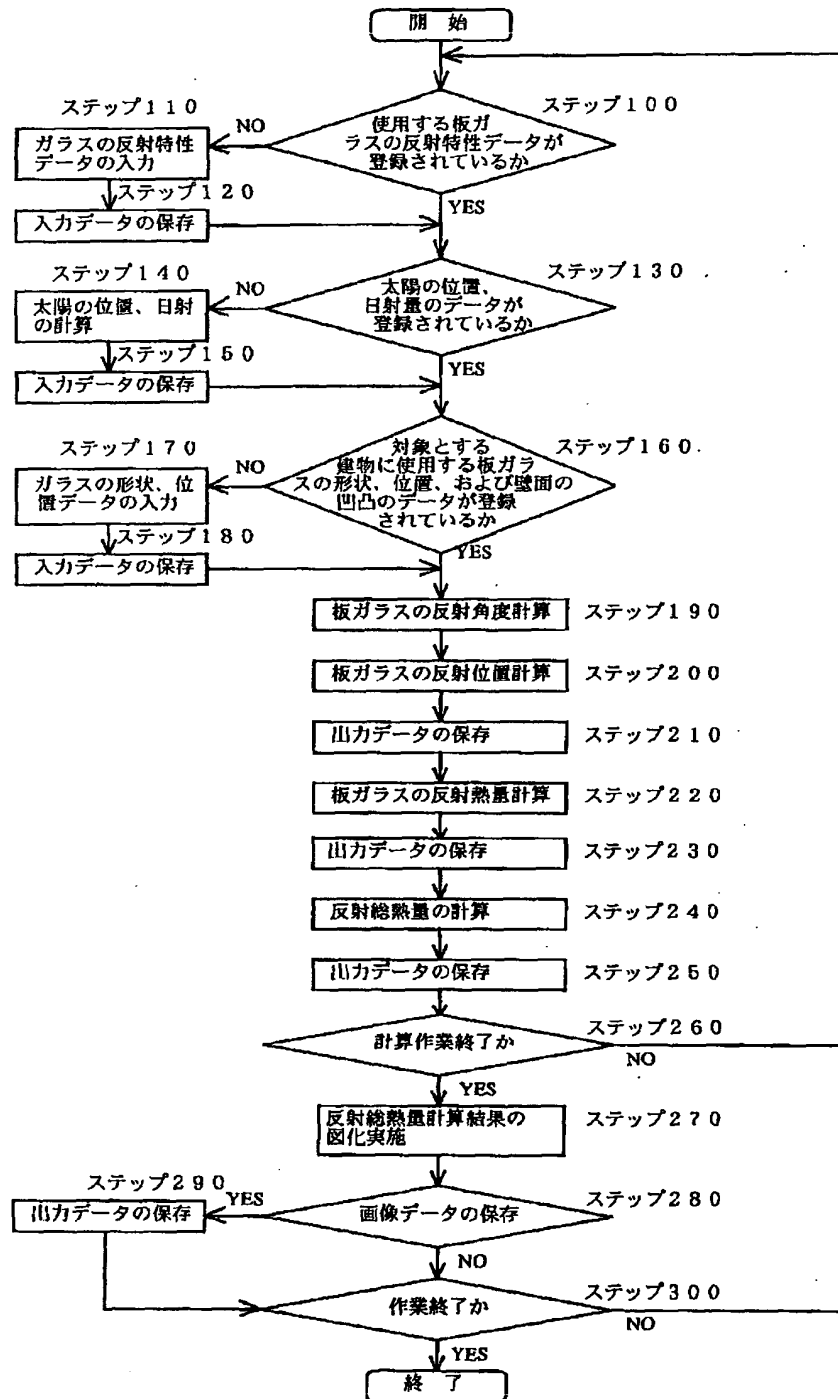 開 始
ステップ110
ステップ100
NO
使用する板ガ
ラスの反射特性データが
登録されているか
ガラスの反射特性
データの入力
ステップ120
YES
入力データの保存
ステップ140
ステップ130
NO
太陽の位置、
日射量のデータが
登録されているか
太陽の位置、日射
の計算
ステップ150
YES
入力データの保存
ステップ170
ステップ160
NO
対象とする
建物に使用する板ガラ
スの形状、位置、および壁面の
凹凸のデータが登録
されているか
ガラスの形状、位
置データの入力
ステップ180
YES
入力データの保存
板ガラスの反射角度計算 ステップ190
板ガラスの反射位置計算 ステップ200
出力データの保存 ステップ210
板ガラスの反射熱量計算 ステップ220
出力データの保存 ステップ230
反射総熱量の計算 ステップ240
出力データの保存 ステップ250
ステップ260
計算作業終了か
NO
YES
反射総熱量計算結果の
図化実施
ステップ270
ステップ290
YES
ステップ280
出力データの保存
画像データの保存
NO
ステップ300
作業終了か
NO
YES
終 了